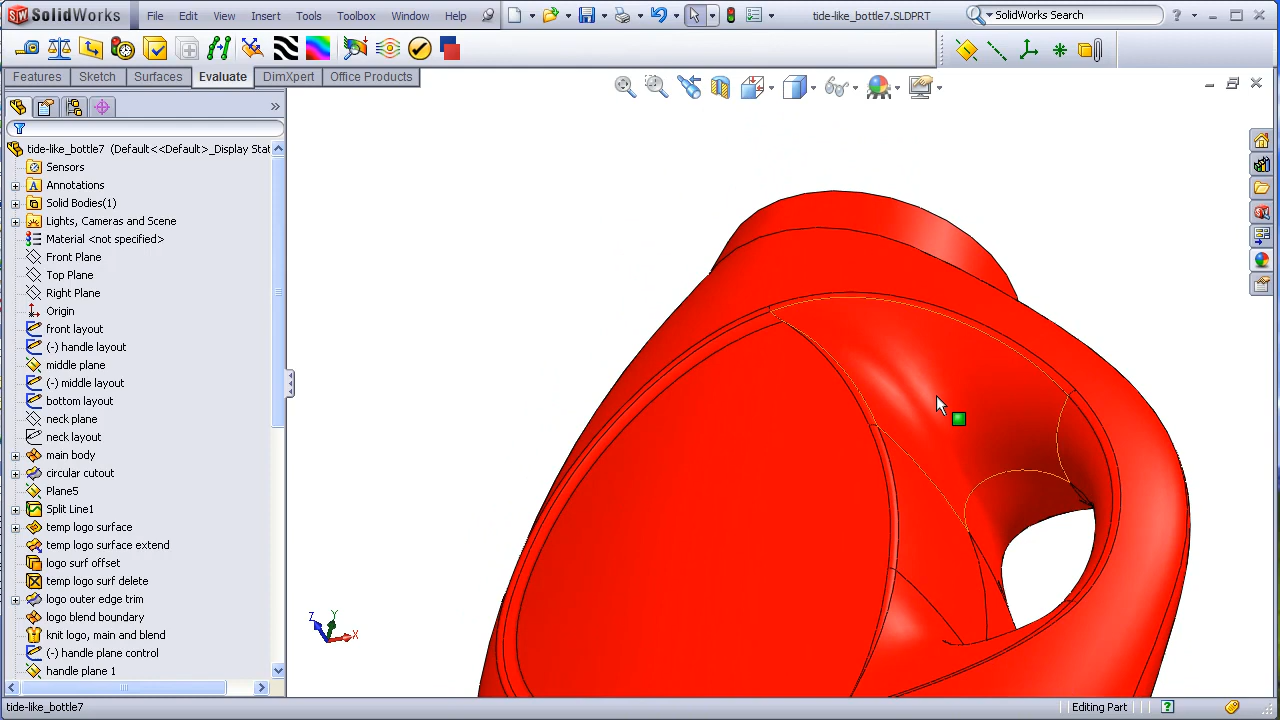 SolidWorks File Edit View Insert Tools Toolbox Window Help tide-like_bottle7.SLDPRT SolidWorks Search
Features Sketch Surfaces Evaluate DimXpert Office Products
tide-like_bottle7 (Default<<Default>_Display Stat
Sensors
Annotations
Solid Bodies(1)
Lights, Cameras and Scene
Material <not specified>
Front Plane
Top Plane
Right Plane
Origin
front layout
(-) handle layout
middle plane
(-) middle layout
bottom layout
neck plane
neck layout
main body
circular cutout
Plane5
Split Line1
temp logo surface
temp logo surface extend
logo surf offset
temp logo surf delete
logo outer edge trim
logo blend boundary
knit logo, main and blend
(-) handle plane control
handle plane 1
Z Y X
tide-like_bottle7 Editing Part